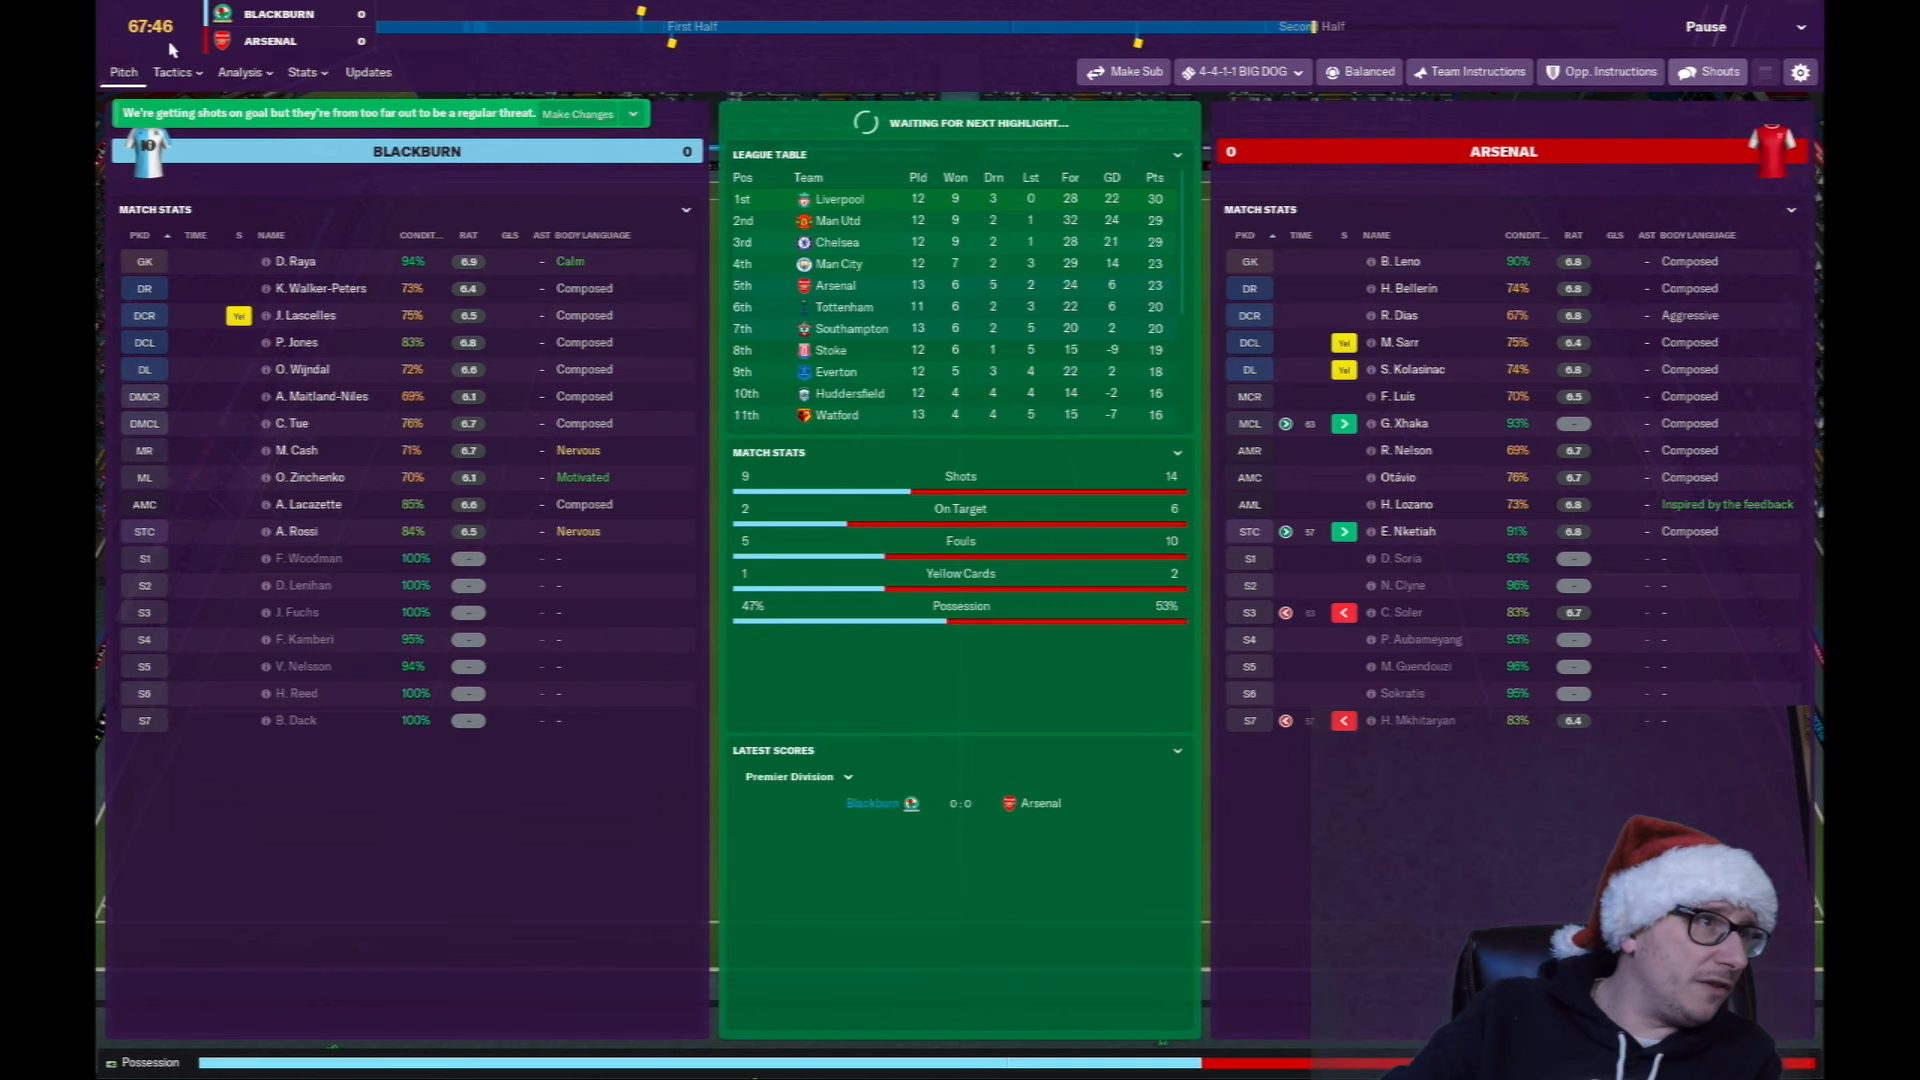 67:46
BLACKBURN 0
ARSENAL 0
First Half
Second Half
Pause
Pitch Tactics Analysis Stats Updates
Make Sub 4-4-1-1 BIG DOG Balanced Team Instructions Opp. Instructions Shouts
We're getting shots on goal but they're from too far out to be a regular threat. Make Changes
10
BLACKBURN 0
MATCH STATS
PKD TIME S NAME CONDIT... RAT GLS AST BODY LANGUAGE
GK D. Raya 94% 6.9 - Calm
DR K. Walker-Peters 73% 6.4 - Composed
DCR Yel J. Lascelles 75% 6.5 - Composed
DCL P. Jones 83% 6.8 - Composed
DL O. Wijndal 72% 6.6 - Composed
DMCR A. Maitland-Niles 69% 6.1 - Composed
DMCL C. Tue 76% 6.7 - Composed
MR M. Cash 71% 6.7 - Nervous
ML O. Zinchenko 70% 6.1 - Motivated
AMC A. Lacazette 85% 6.6 - Composed
STC A. Rossi 84% 6.5 - Nervous
S1 F. Woodman 100% - - -
S2 D. Lenihan 100% - - -
S3 J. Fuchs 100% - - -
S4 F. Kamberi 95% - - -
S5 V. Nelsson 94% - - -
S6 H. Reed 100% - - -
S7 B. Dack 100% - - -
WAITING FOR NEXT HIGHLIGHT...
LEAGUE TABLE
Pos Team Pld Won Drn Lst For GD Pts
1st Liverpool 12 9 3 0 28 22 30
2nd Man Utd 12 9 2 1 32 24 29
3rd Chelsea 12 9 2 1 28 21 29
4th Man City 12 7 2 3 29 14 23
5th Arsenal 13 6 5 2 24 6 23
6th Tottenham 11 6 2 3 22 6 20
7th Southampton 13 6 2 5 20 2 20
8th Stoke 12 6 1 5 15 -9 19
9th Everton 12 5 3 4 22 2 18
10th Huddersfield 12 4 4 4 14 -2 16
11th Watford 13 4 4 5 15 -7 16
MATCH STATS
9 Shots 14
2 On Target 6
5 Fouls 10
1 Yellow Cards 2
47% Possession 53%
LATEST SCORES
Premier Division
Blackburn 0:0 Arsenal
0 ARSENAL
MATCH STATS
PKD TIME S NAME CONDIT... RAT GLS AST BODY LANGUAGE
GK B. Leno 90% 6.8 - Composed
DR H. Bellerín 74% 6.8 - Composed
DCR R. Dias 67% 6.8 - Aggressive
DCL Yel M. Sarr 75% 6.4 - Composed
DL Yel S. Kolasinac 74% 6.8 - Composed
MCR F. Luis 70% 6.5 - Composed
MCL 63 G. Xhaka 93% - - Composed
AMR R. Nelson 69% 6.7 - Composed
AMC Otávio 76% 6.7 - Composed
AML H. Lozano 73% 6.8 - Inspired by the feedback
STC 57 E. Nketiah 91% 6.8 - Composed
S1 D. Soria 93% - - -
S2 N. Clyne 96% - - -
S3 63 C. Soler 83% 6.7 - -
S4 P. Aubameyang 93% - - -
S5 M. Guendouzi 96% - - -
S6 Sokratis 95% - - -
S7 57 H. Mkhitaryan 83% 6.4 - -
Possession